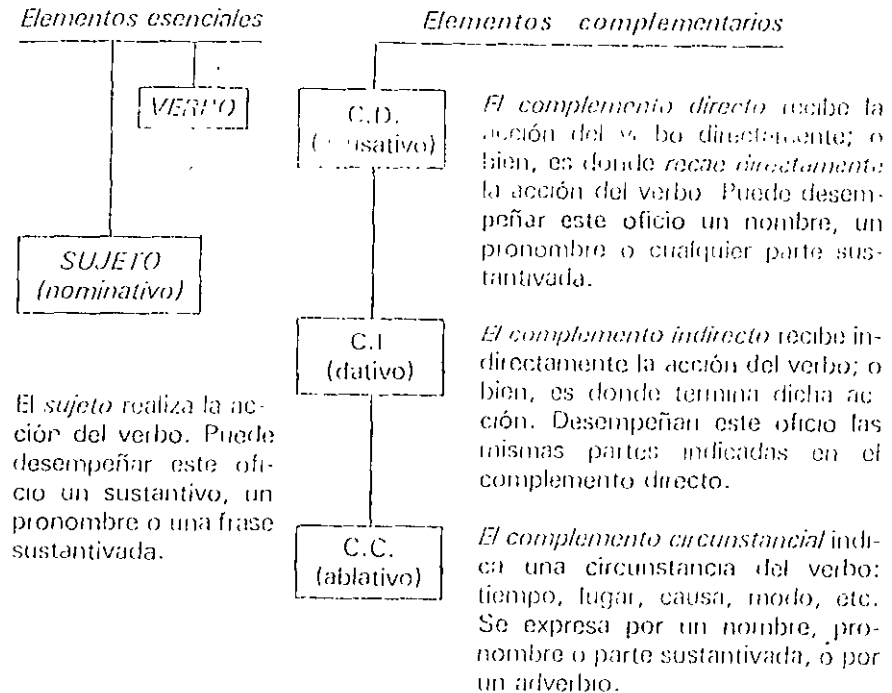 Elementos esenciales
Elementos complementarios
VERBO
SUJETO
(nominativo)
El sujeto realiza la ac-
ción del verbo. Puede
desempeñar este ofi-
cio un sustantivo, un
pronombre o una frase
sustantivada.
C.D.
El complemento directo recibe la
acción del directamente; o
bien, es donde recae directamente
la acción del verbo. Puede desem-
peñar este oficio un nombre, un
pronombre o cualquier parte sus-
tantivada.
C.I
(dativo)
El complemento indirecto recibe in-
directamente la acción del verbo; o
bien, es donde termina dicha ac-
ción. Desempeñan este oficio las
mismas partes indicadas en el
complemento directo.
C.C.
(ablativo)
El complemento circunstancial indi-
ca una circunstancia del verbo:
tiempo, lugar, causa, modo, etc.
Se expresa por un nombre, pro-
nombre o parte sustantivada, o por
un adverbio.